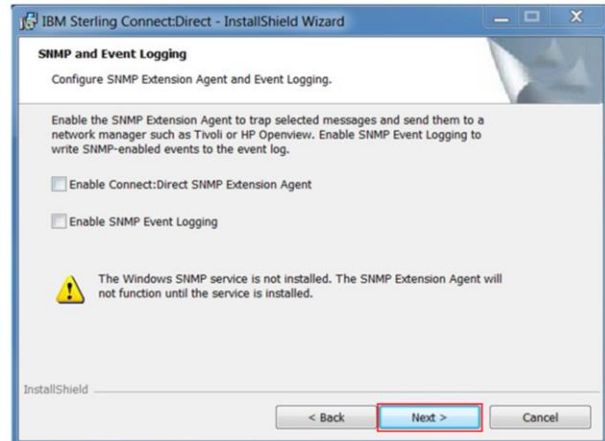 IBM Sterling Connect:Direct - InstallShield Wizard
SNMP and Event Logging
Configure SNMP Extension Agent and Event Logging.
Enable the SNMP Extension Agent to trap selected messages and send them to a
network manager such as Tivoli or HP Openview. Enable SNMP Event Logging to
write SNMP-enabled events to the event log.
Enable Connect:Direct SNMP Extension Agent
Enable SNMP Event Logging
The Windows SNMP service is not installed. The SNMP Extension Agent will
not function until the service is installed.
InstallShield
< Back Next > Cancel